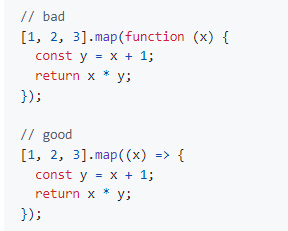 // bad
[1, 2, 3].map(function (x) {
  const y = x + 1;
  return x * y;
});

// good
[1, 2, 3].map((x) => {
  const y = x + 1;
  return x * y;
});